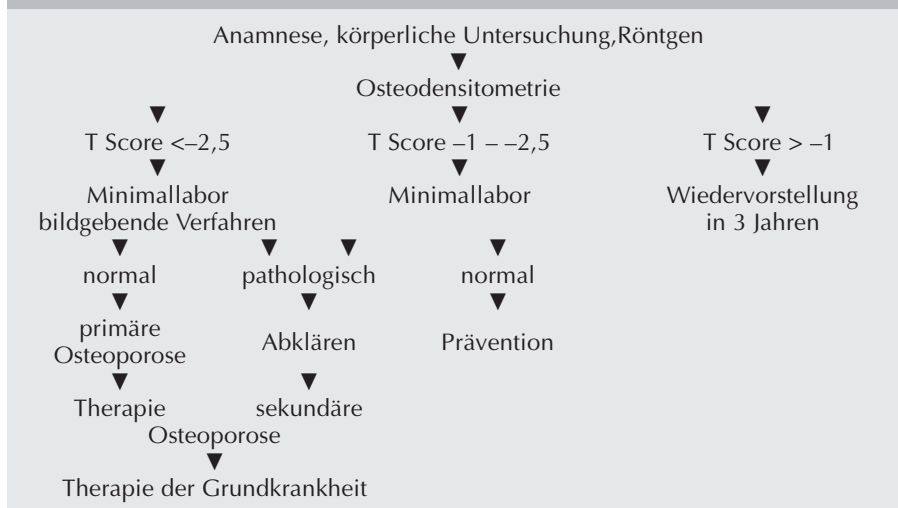 Anamnese, körperliche Untersuchung,Röntgen
▼
Osteodensitometrie
▼ ▼ ▼
T Score <–2,5 T Score –1 – –2,5 T Score > –1
▼ ▼ ▼
Minimallabor Minimallabor Wiedervorstellung
bildgebende Verfahren in 3 Jahren
▼ ▼ ▼ ▼
normal pathologisch normal
▼ ▼ ▼
primäre
Osteoporose Abklären Prävention
▼ ▼
Therapie sekundäre
Osteoporose
▼
Therapie der Grundkrankheit